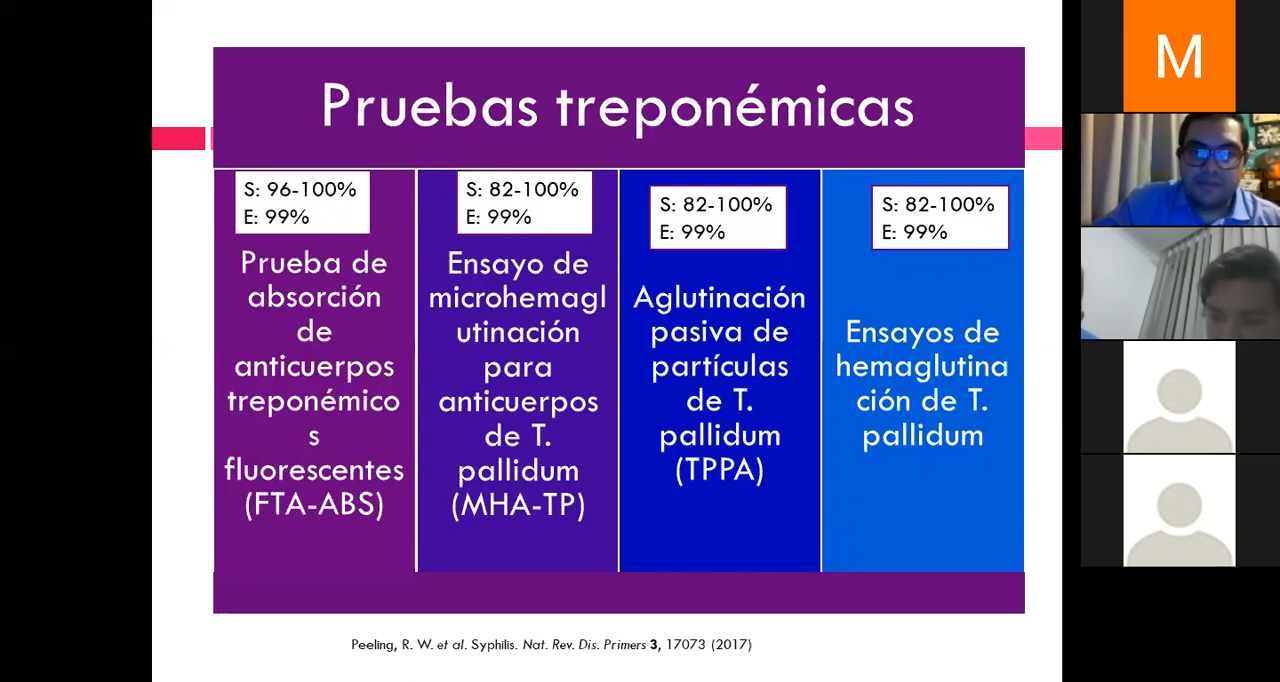 Pruebas treponémicas
S: 96-100%
E: 99%
Prueba de
absorción
de
anticuerpos
treponémico
s
fluorescentes
(FTA-ABS)
S: 82-100%
E: 99%
Ensayo de
microhemagl
utinación
para
anticuerpos
de T.
pallidum
(MHA-TP)
S: 82-100%
E: 99%
Aglutinación
pasiva de
partículas
de T.
pallidum
(TPPA)
S: 82-100%
E: 99%
Ensayos de
hemaglutina
ción de T.
pallidum
Peeling, R. W. et al. Syphilis. Nat. Rev. Dis. Primers 3, 17073 (2017)
M